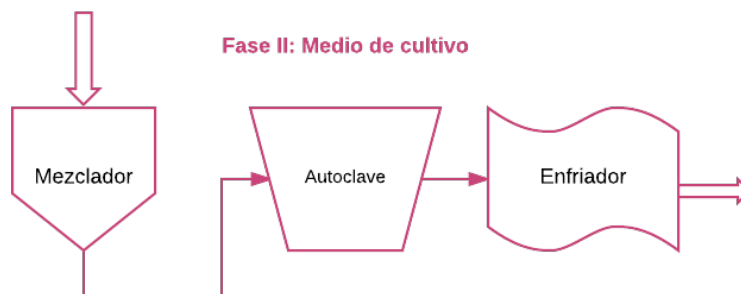 Fase II: Medio de cultivo
Mezclador
Autoclave
Enfriador